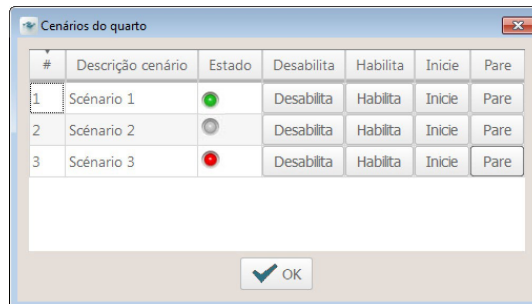 Cenários do quarto
# Descrição cenário Estado Desabilita Habilita Inicie Pare
1 Scénario 1 Desabilita Habilita Inicie Pare
2 Scénario 2 Desabilita Habilita Inicie Pare
3 Scénario 3 Desabilita Habilita Inicie Pare
OK